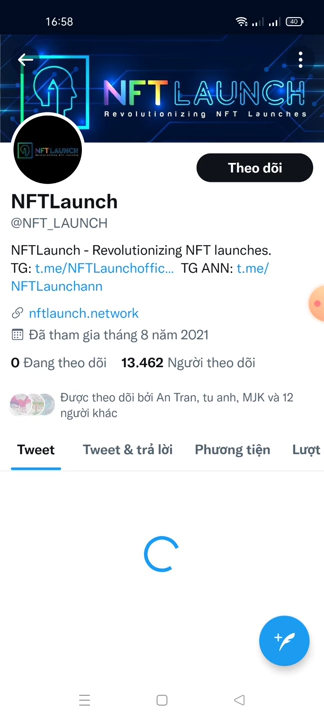 16:58
40
NFTLAUNCH
Revolutionizing NFT Launches
NFTLAUNCH
Theo dõi
NFTLaunch
@NFT_LAUNCH
NFTLaunch - Revolutionizing NFT launches.
TG: t.me/NFTLaunchoffic... TG ANN: t.me/
NFTLaunchann
nftlaunch.network
Đã tham gia tháng 8 năm 2021
0 Đang theo dõi 13.462 Người theo dõi
Được theo dõi bởi An Tran, tu anh, MJK và 12
người khác
Tweet Tweet & trả lời Phương tiện Lượt